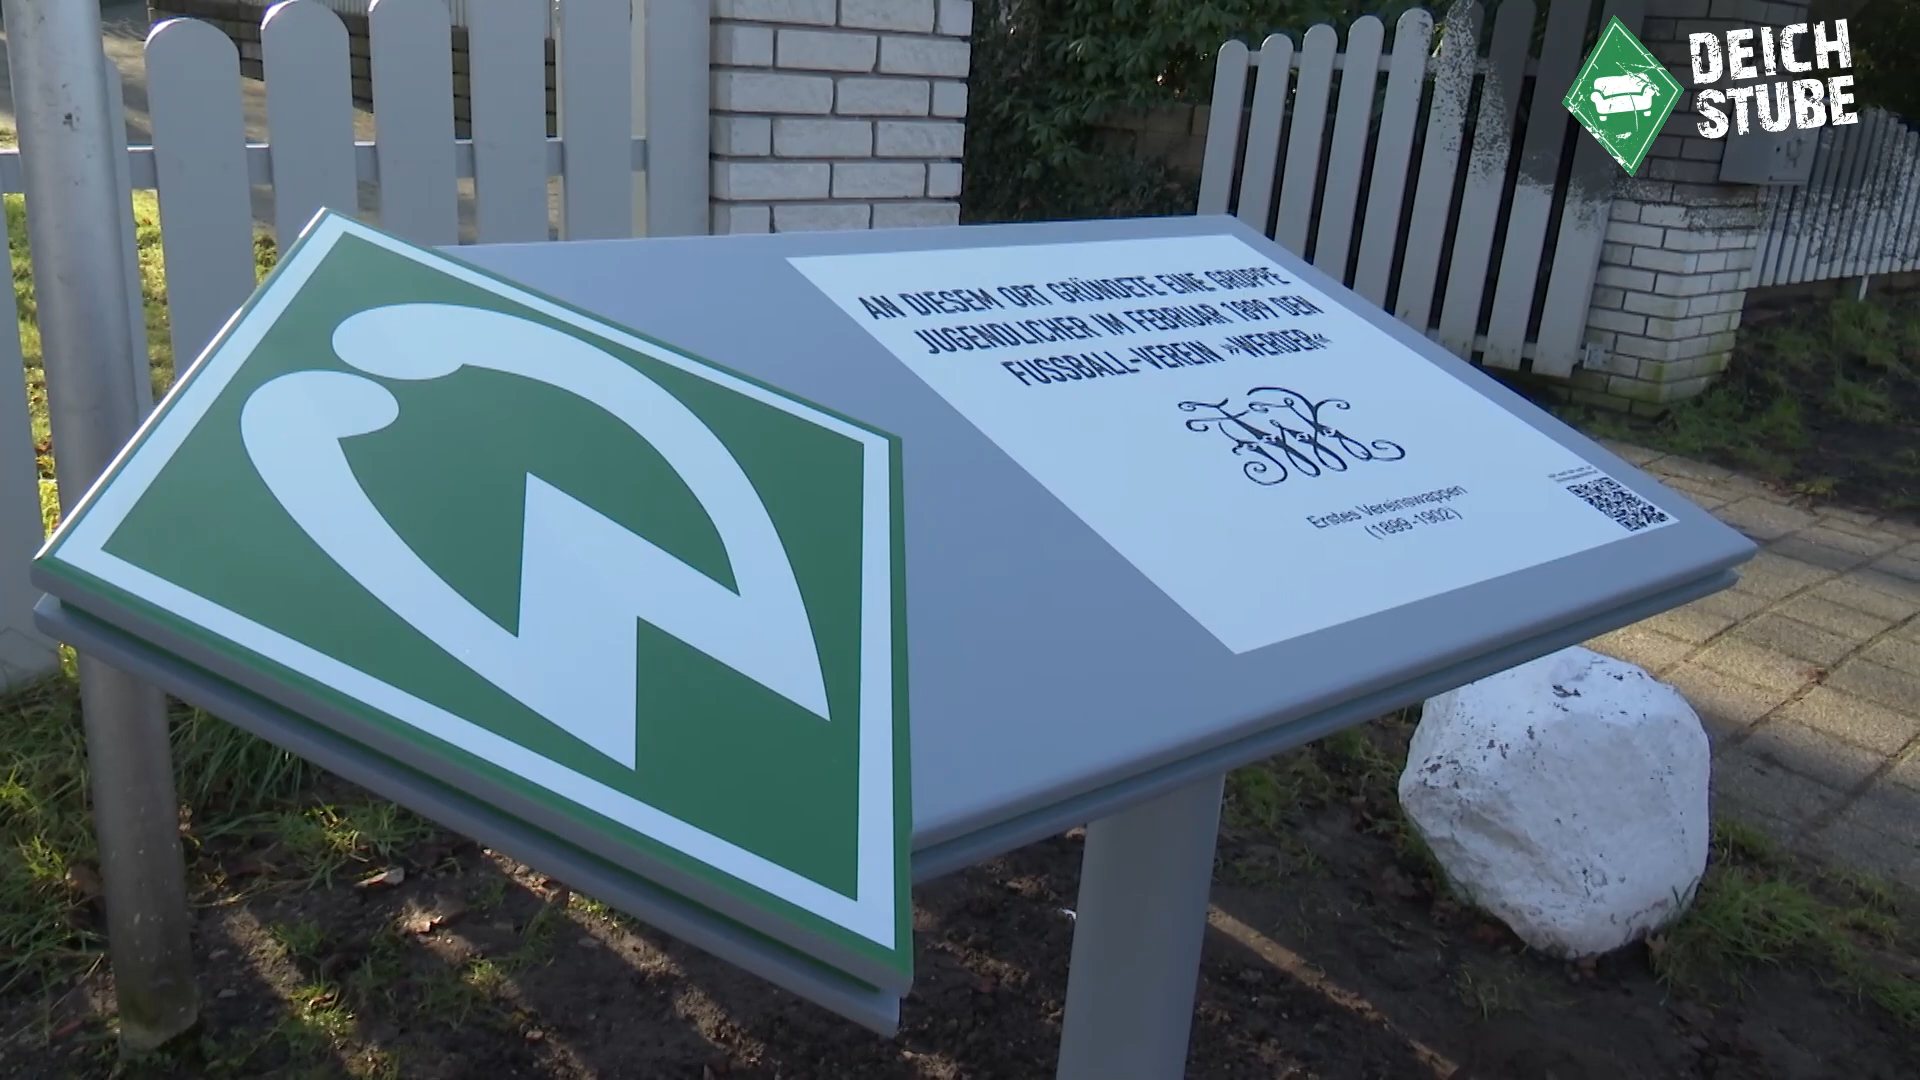 DEICH
STUBE
AN DIESEM ORT GRÜNDETE EINE GRUPPE
JUGENDLICHER IM FEBRUAR 1899 DEN
FUSSBALL-VEREIN »WERDER«
Erstes Vereinswappen
(1899-1902)